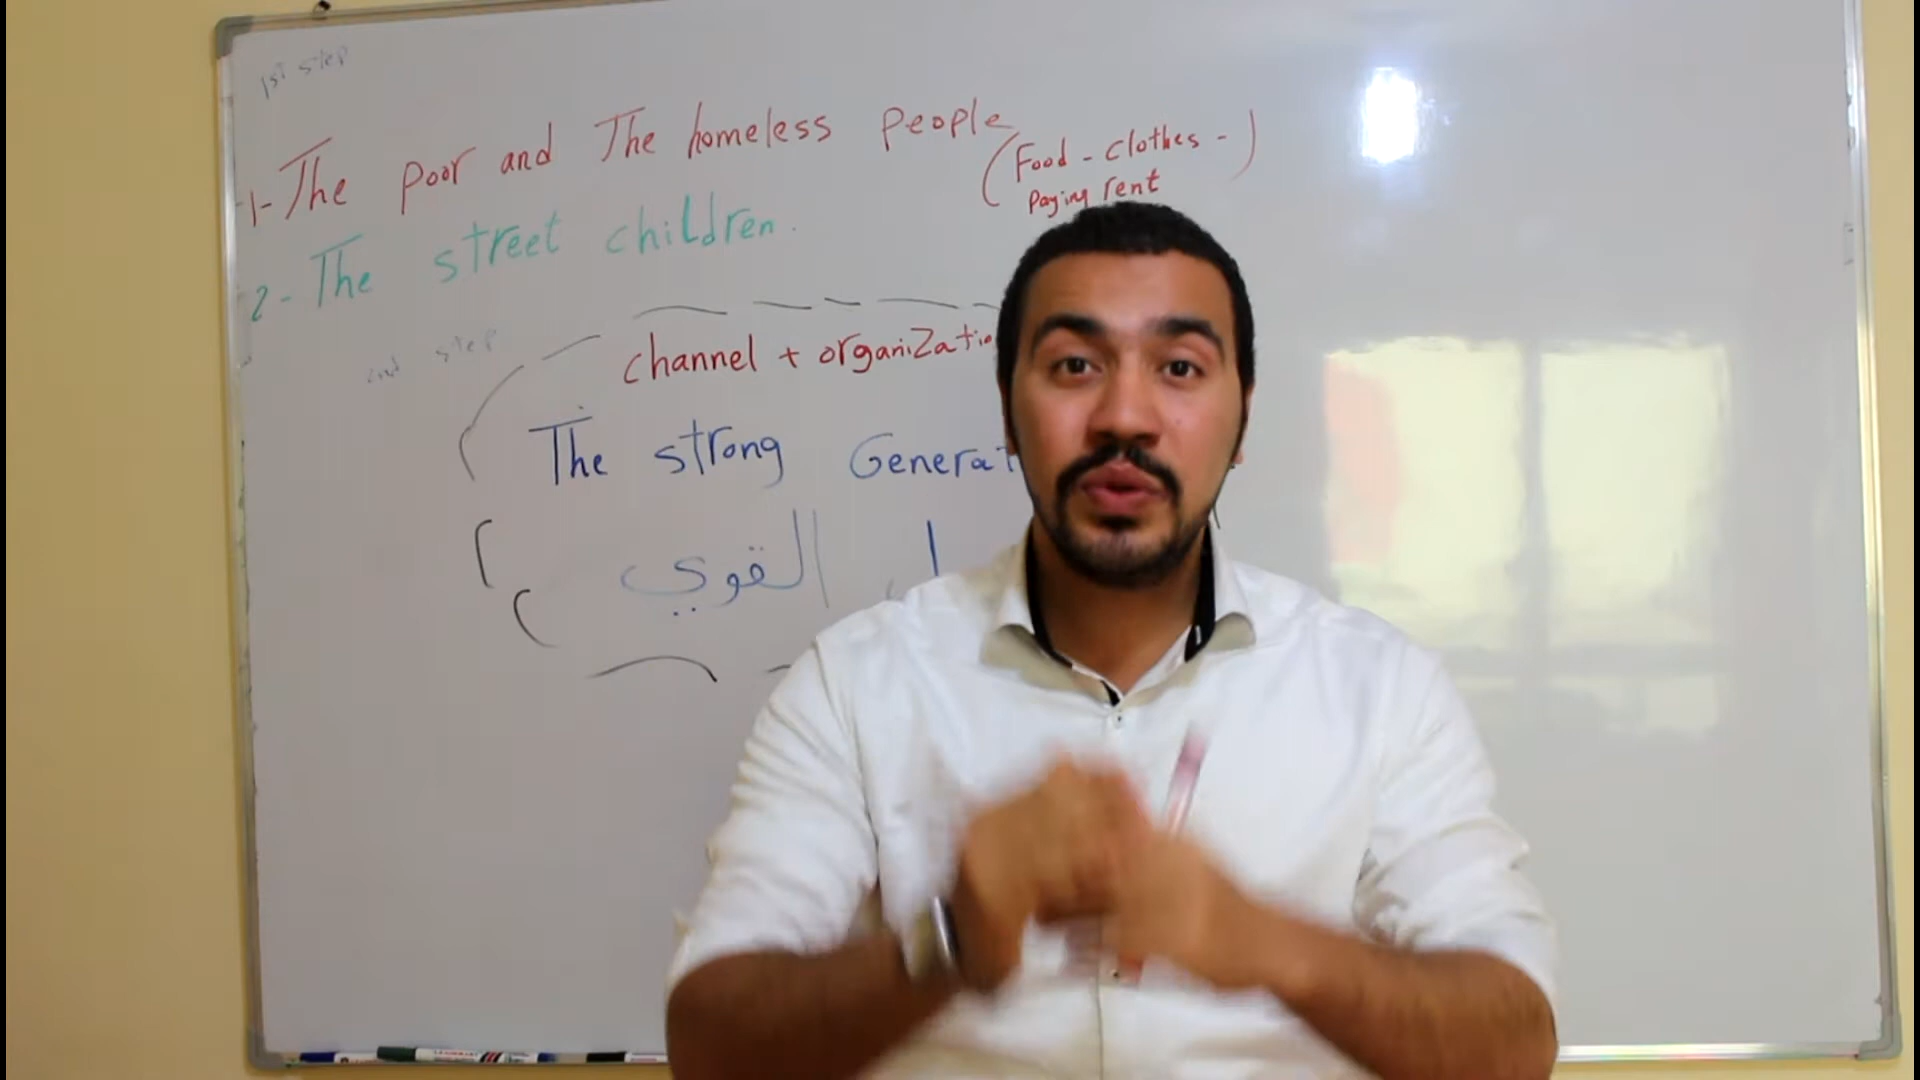 1st step
1- The poor and The homeless people
(Food - clothes -)
paying rent
2- The street children.
2nd step
channel + organizatio
The strong Generat
ل القوي